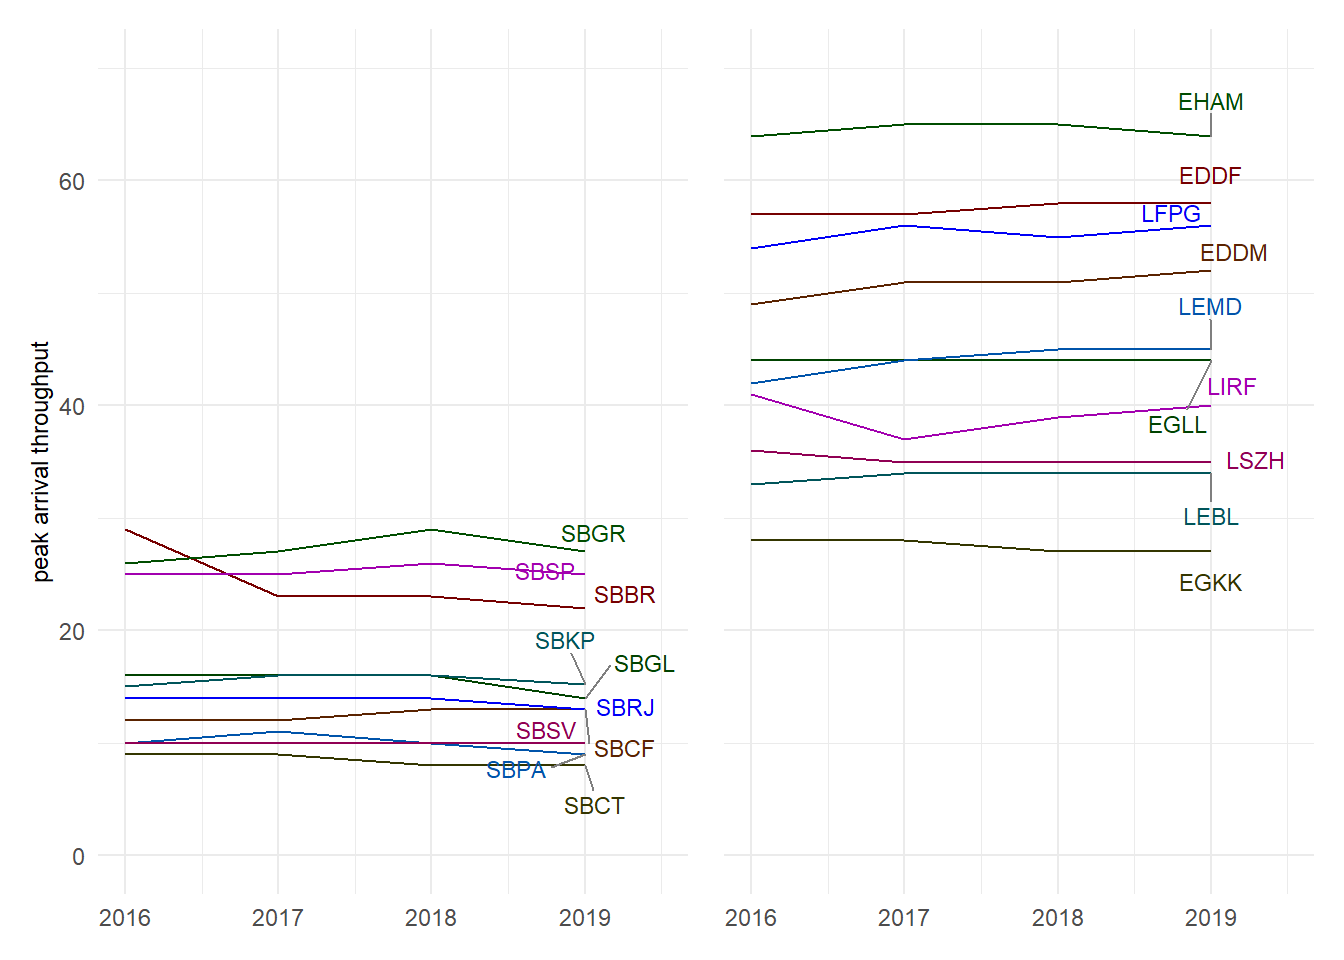 peak arrival throughput
60
40
20
0
SBGR
SBSP
SBBR
SBKP
SBGL
SBRJ
SBSV
SBCF
SBPA
SBCT
2016 2017 2018 2019
EHAM
EDDF
LFPG
EDDM
LEMD
LIRF
EGLL
LSZH
LEBL
EGKK
2016 2017 2018 2019